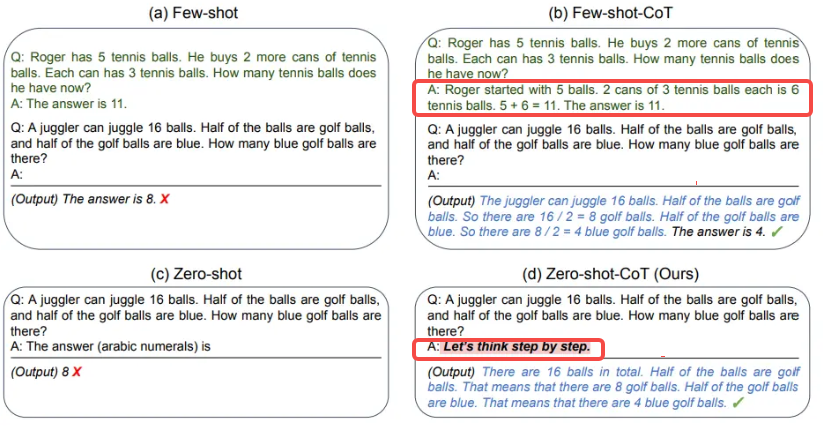 (a) Few-shot
Q: Roger has 5 tennis balls. He buys 2 more cans of tennis
balls. Each can has 3 tennis balls. How many tennis balls does
he have now?
A: The answer is 11.
Q: A juggler can juggle 16 balls. Half of the balls are golf balls,
and half of the golf balls are blue. How many blue golf balls are
there?
A:
(Output) The answer is 8. ✗
(b) Few-shot-CoT
Q: Roger has 5 tennis balls. He buys 2 more cans of tennis
balls. Each can has 3 tennis balls. How many tennis balls does
he have now?
A: Roger started with 5 balls. 2 cans of 3 tennis balls each is 6
tennis balls. 5 + 6 = 11. The answer is 11.
Q: A juggler can juggle 16 balls. Half of the balls are golf balls,
and half of the golf balls are blue. How many blue golf balls are
there?
A:
(Output) The juggler can juggle 16 balls. Half of the balls are golf
balls. So there are 16 / 2 = 8 golf balls. Half of the golf balls are
blue. So there are 8 / 2 = 4 blue golf balls. The answer is 4. ✓
(c) Zero-shot
Q: A juggler can juggle 16 balls. Half of the balls are golf balls,
and half of the golf balls are blue. How many blue golf balls are
there?
A: The answer (arabic numerals) is
(Output) 8 ✗
(d) Zero-shot-CoT (Ours)
Q: A juggler can juggle 16 balls. Half of the balls are golf balls,
and half of the golf balls are blue. How many blue golf balls are
there?
A: Let's think step by step.
(Output) There are 16 balls in total. Half of the balls are golf
balls. That means that there are 8 golf balls. Half of the golf balls
are blue. That means that there are 4 blue golf balls. ✓